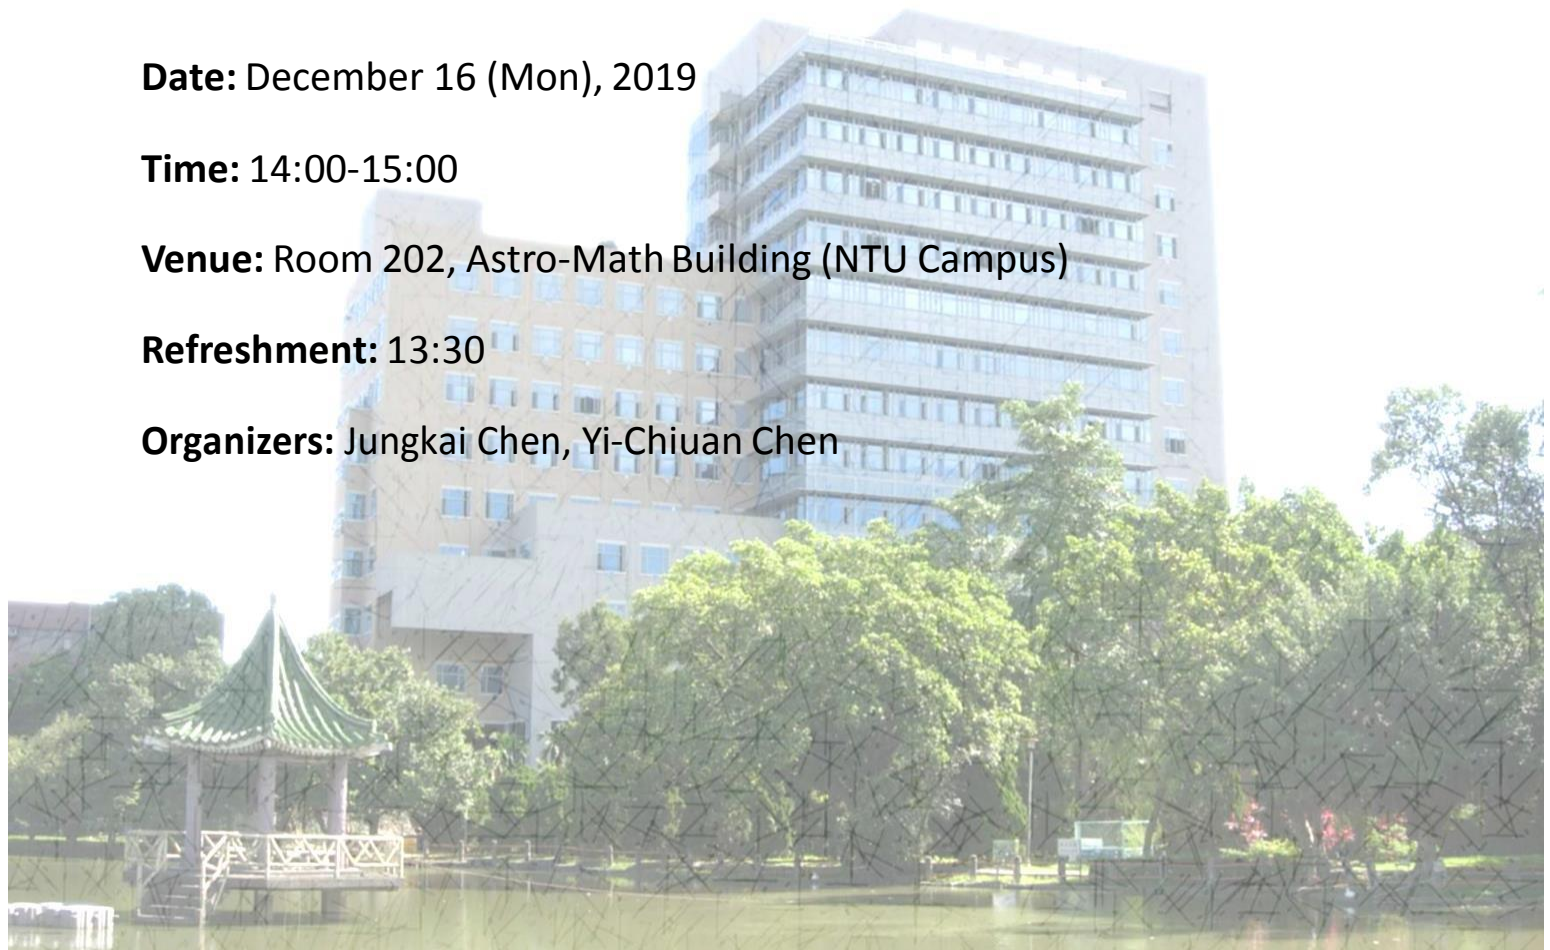 Date: December 16 (Mon), 2019
Time: 14:00-15:00
Venue: Room 202, Astro-Math Building (NTU Campus)
Refreshment: 13:30
Organizers: Jungkai Chen, Yi-Chiuan Chen